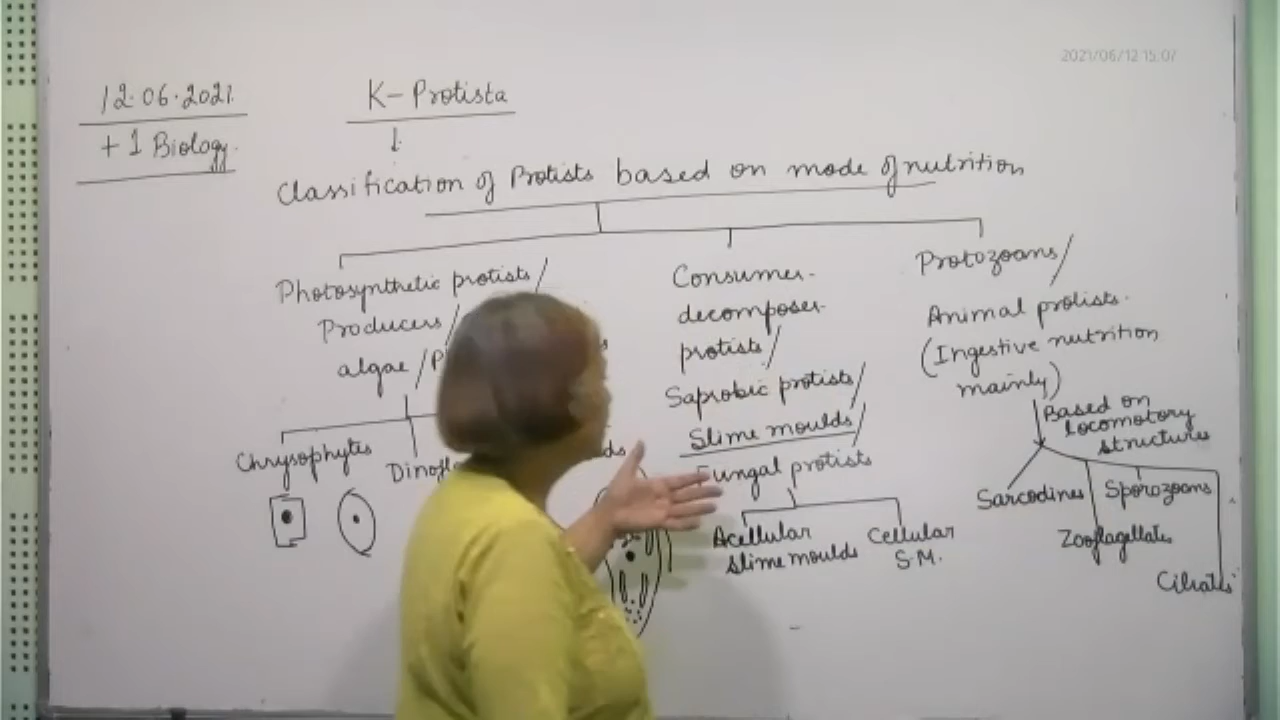 2021/06/12 15:07
12.06.2021.
+ 1 Biology.
K- Protista
Classification of Protists based on mode of nutrition
Photosynthetic protists/
Producers/
algae/
Chrysophytes
Consumer-
decomposer-
protists/
Saprobic protists/
Slime moulds/
Fungal protists
Acellular
Slime moulds
Cellular
S.M.
Protozoans/
Animal protists.
(Ingestive nutrition
mainly)
Based on
locomotory
structures
Sarcodines
Zooflagellates
Sporozoans
Ciliates